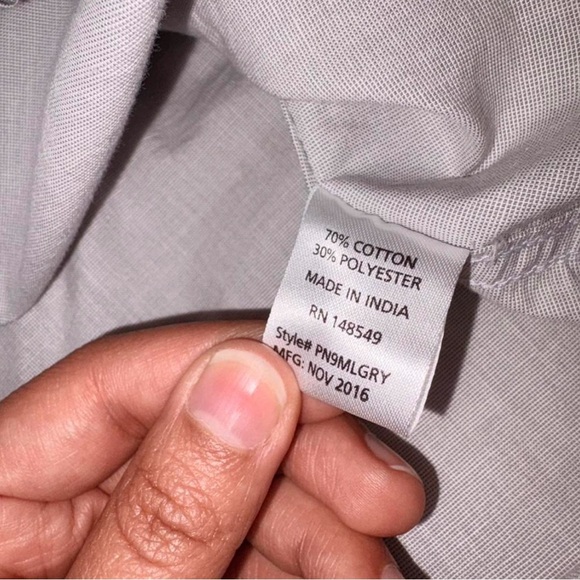 70% COTTON
30% POLYESTER
MADE IN INDIA
RN 148549
Style# PN9MLGRY
MFG: NOV 2016